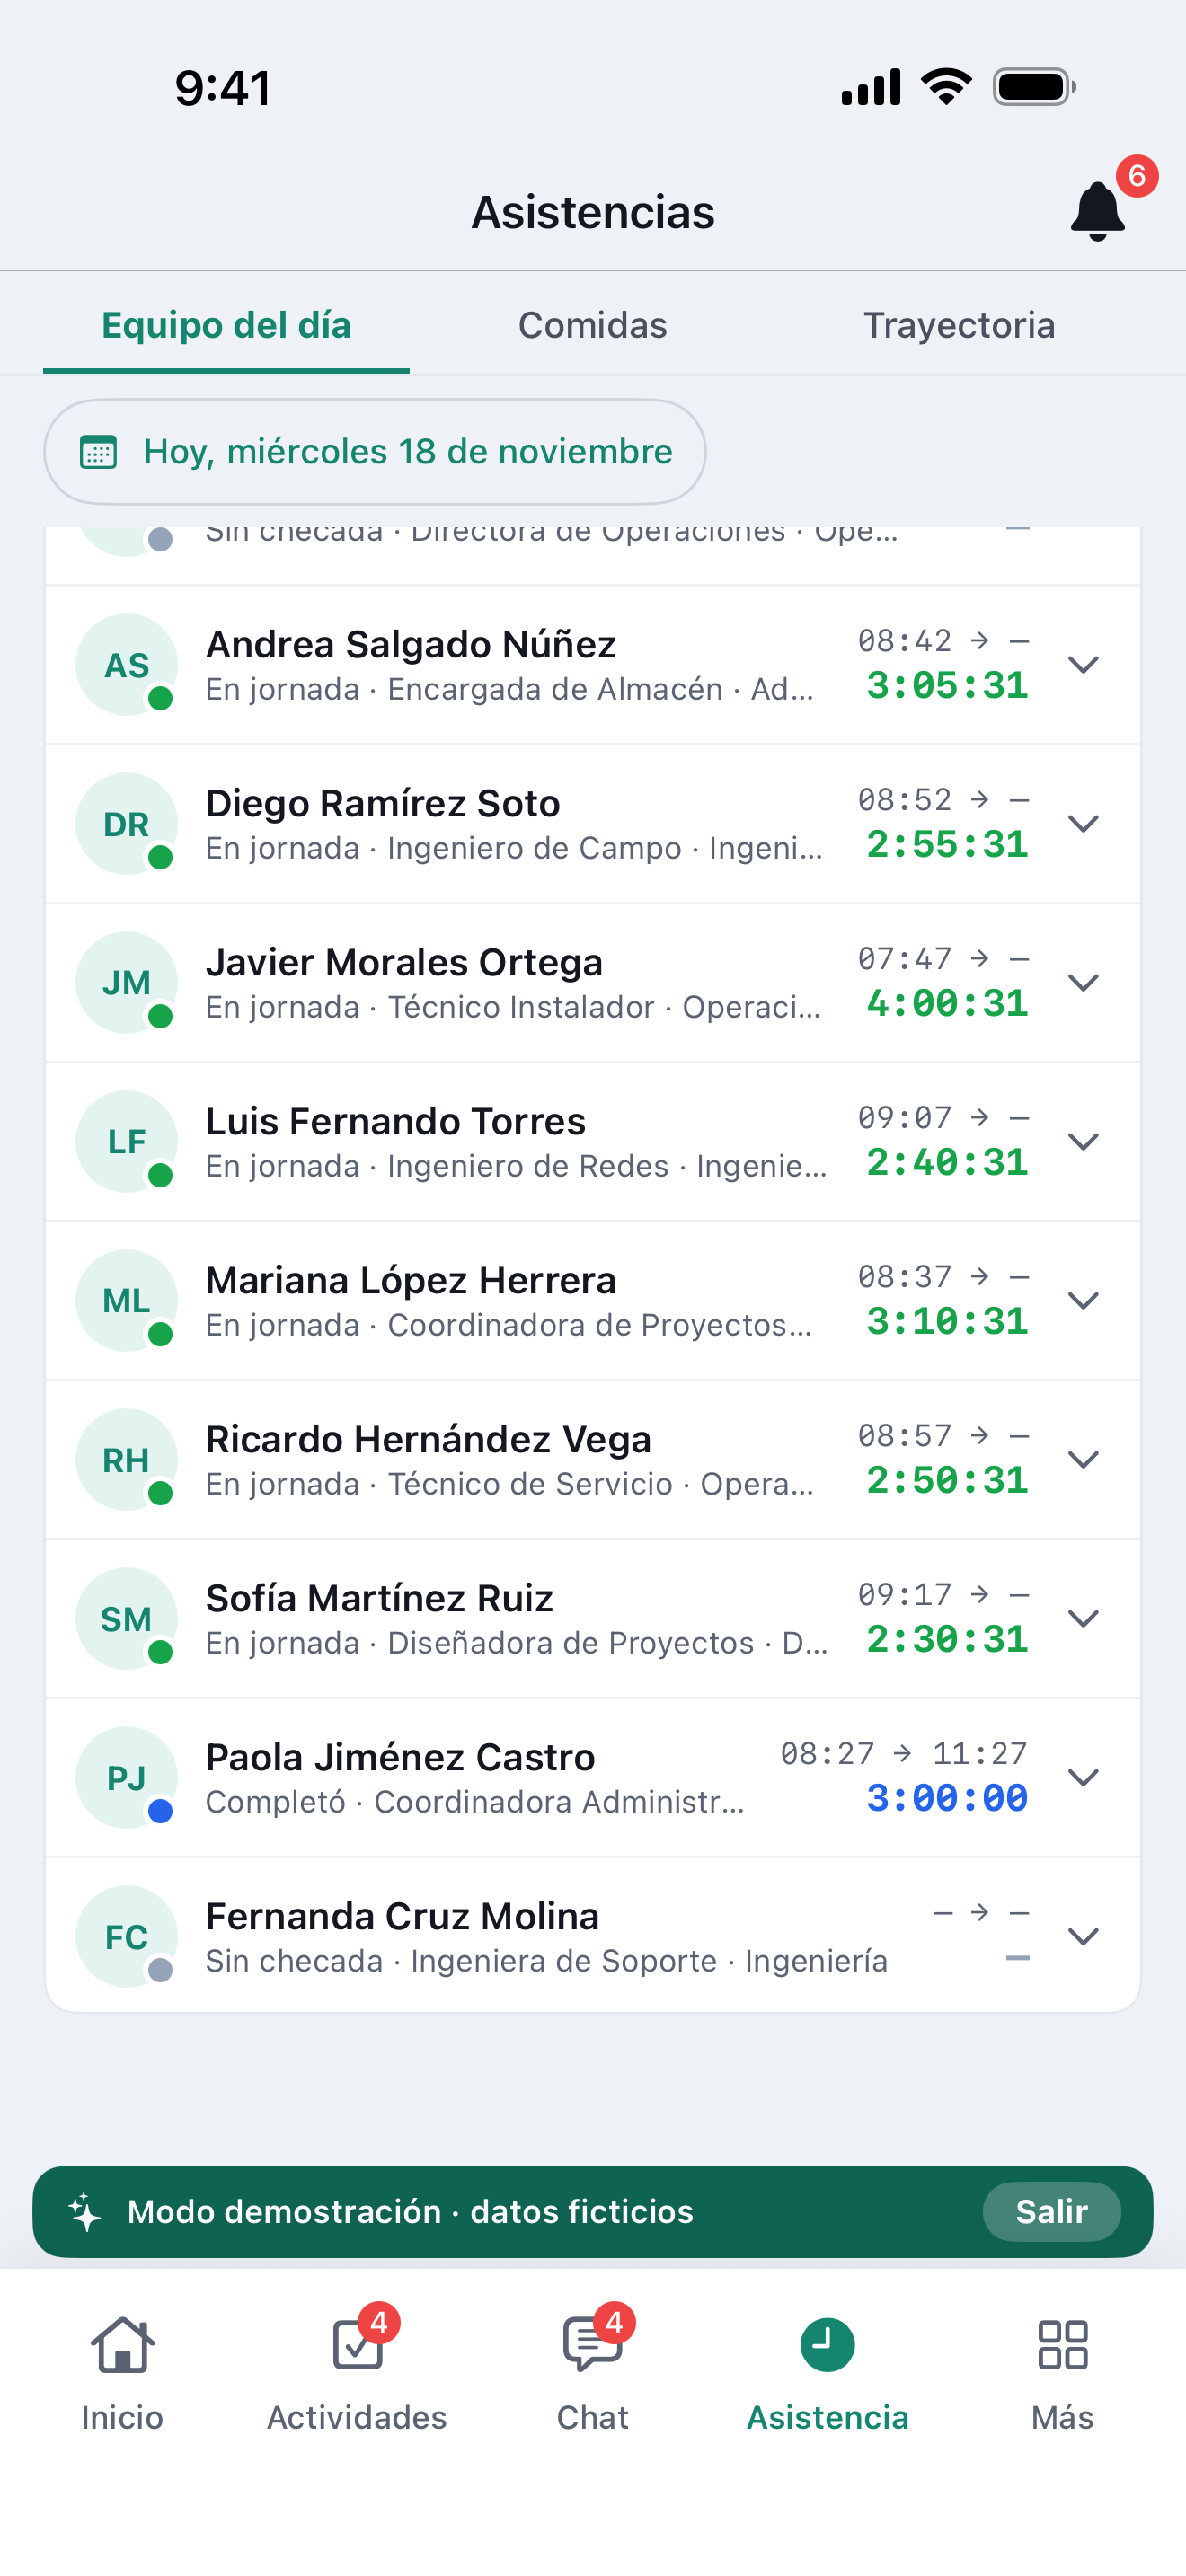 9:41
Asistencias
6
Equipo del día
Comidas
Trayectoria
Hoy, miércoles 18 de noviembre
Sin checada · Directora de Operaciones · Ope...
—
AS
Andrea Salgado Núñez
08:42 → —
En jornada · Encargada de Almacén · Ad...
3:05:31
DR
Diego Ramírez Soto
08:52 → —
En jornada · Ingeniero de Campo · Ingeni...
2:55:31
JM
Javier Morales Ortega
07:47 → —
En jornada · Técnico Instalador · Operaci...
4:00:31
LF
Luis Fernando Torres
09:07 → —
En jornada · Ingeniero de Redes · Ingenie...
2:40:31
ML
Mariana López Herrera
08:37 → —
En jornada · Coordinadora de Proyectos...
3:10:31
RH
Ricardo Hernández Vega
08:57 → —
En jornada · Técnico de Servicio · Opera...
2:50:31
SM
Sofía Martínez Ruiz
09:17 → —
En jornada · Diseñadora de Proyectos · D...
2:30:31
PJ
Paola Jiménez Castro
08:27 → 11:27
Completó · Coordinadora Administr...
3:00:00
FC
Fernanda Cruz Molina
— → —
Sin checada · Ingeniera de Soporte · Ingeniería
—
Modo demostración · datos ficticios
Salir
4
4
Inicio
Actividades
Chat
Asistencia
Más